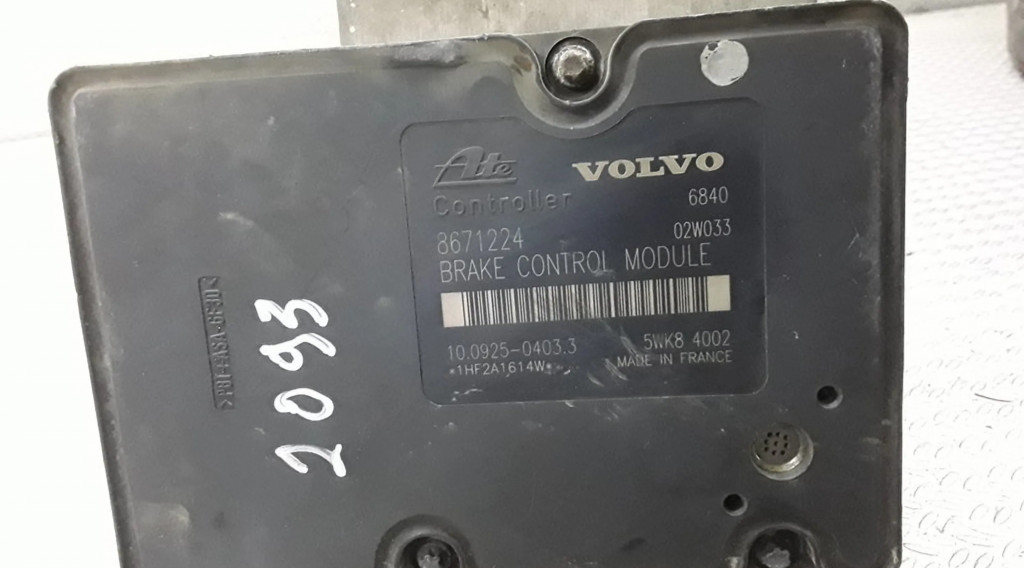 Ate VOLVO
Controller 6840
8671224 02W033
BRAKE CONTROL MODULE
10.0925-0403.3 5WK8 4002
*1HF2A1614W* MADE IN FRANCE
2093